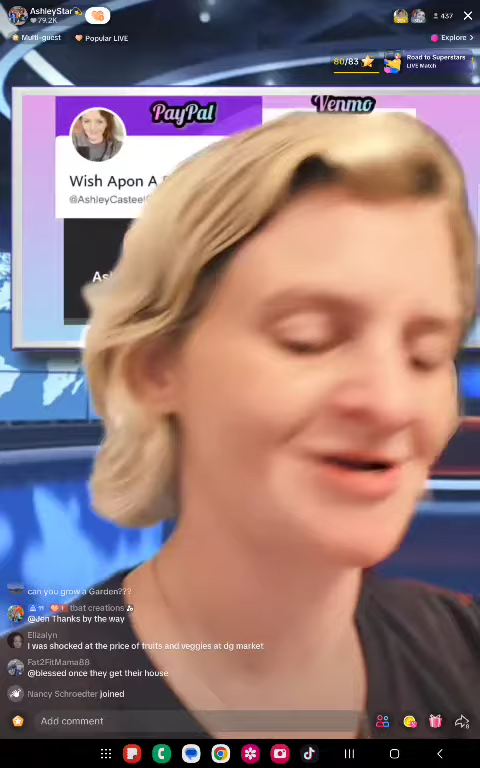 AshleyStar
79.2K
437
Multi-guest
Popular LIVE
Explore >
80/83
Road to Superstars
LIVE Match
PayPal
Venmo
Wish Apon A
@AshleyCastee
As
can you grow a Garden???
tbat creations
@Jen Thanks by the way
Elizalyn
I was shocked at the price of fruits and veggies at dg market
Fat2FitMama88
@blessed once they get their house
Nancy Schroedter joined
Add comment